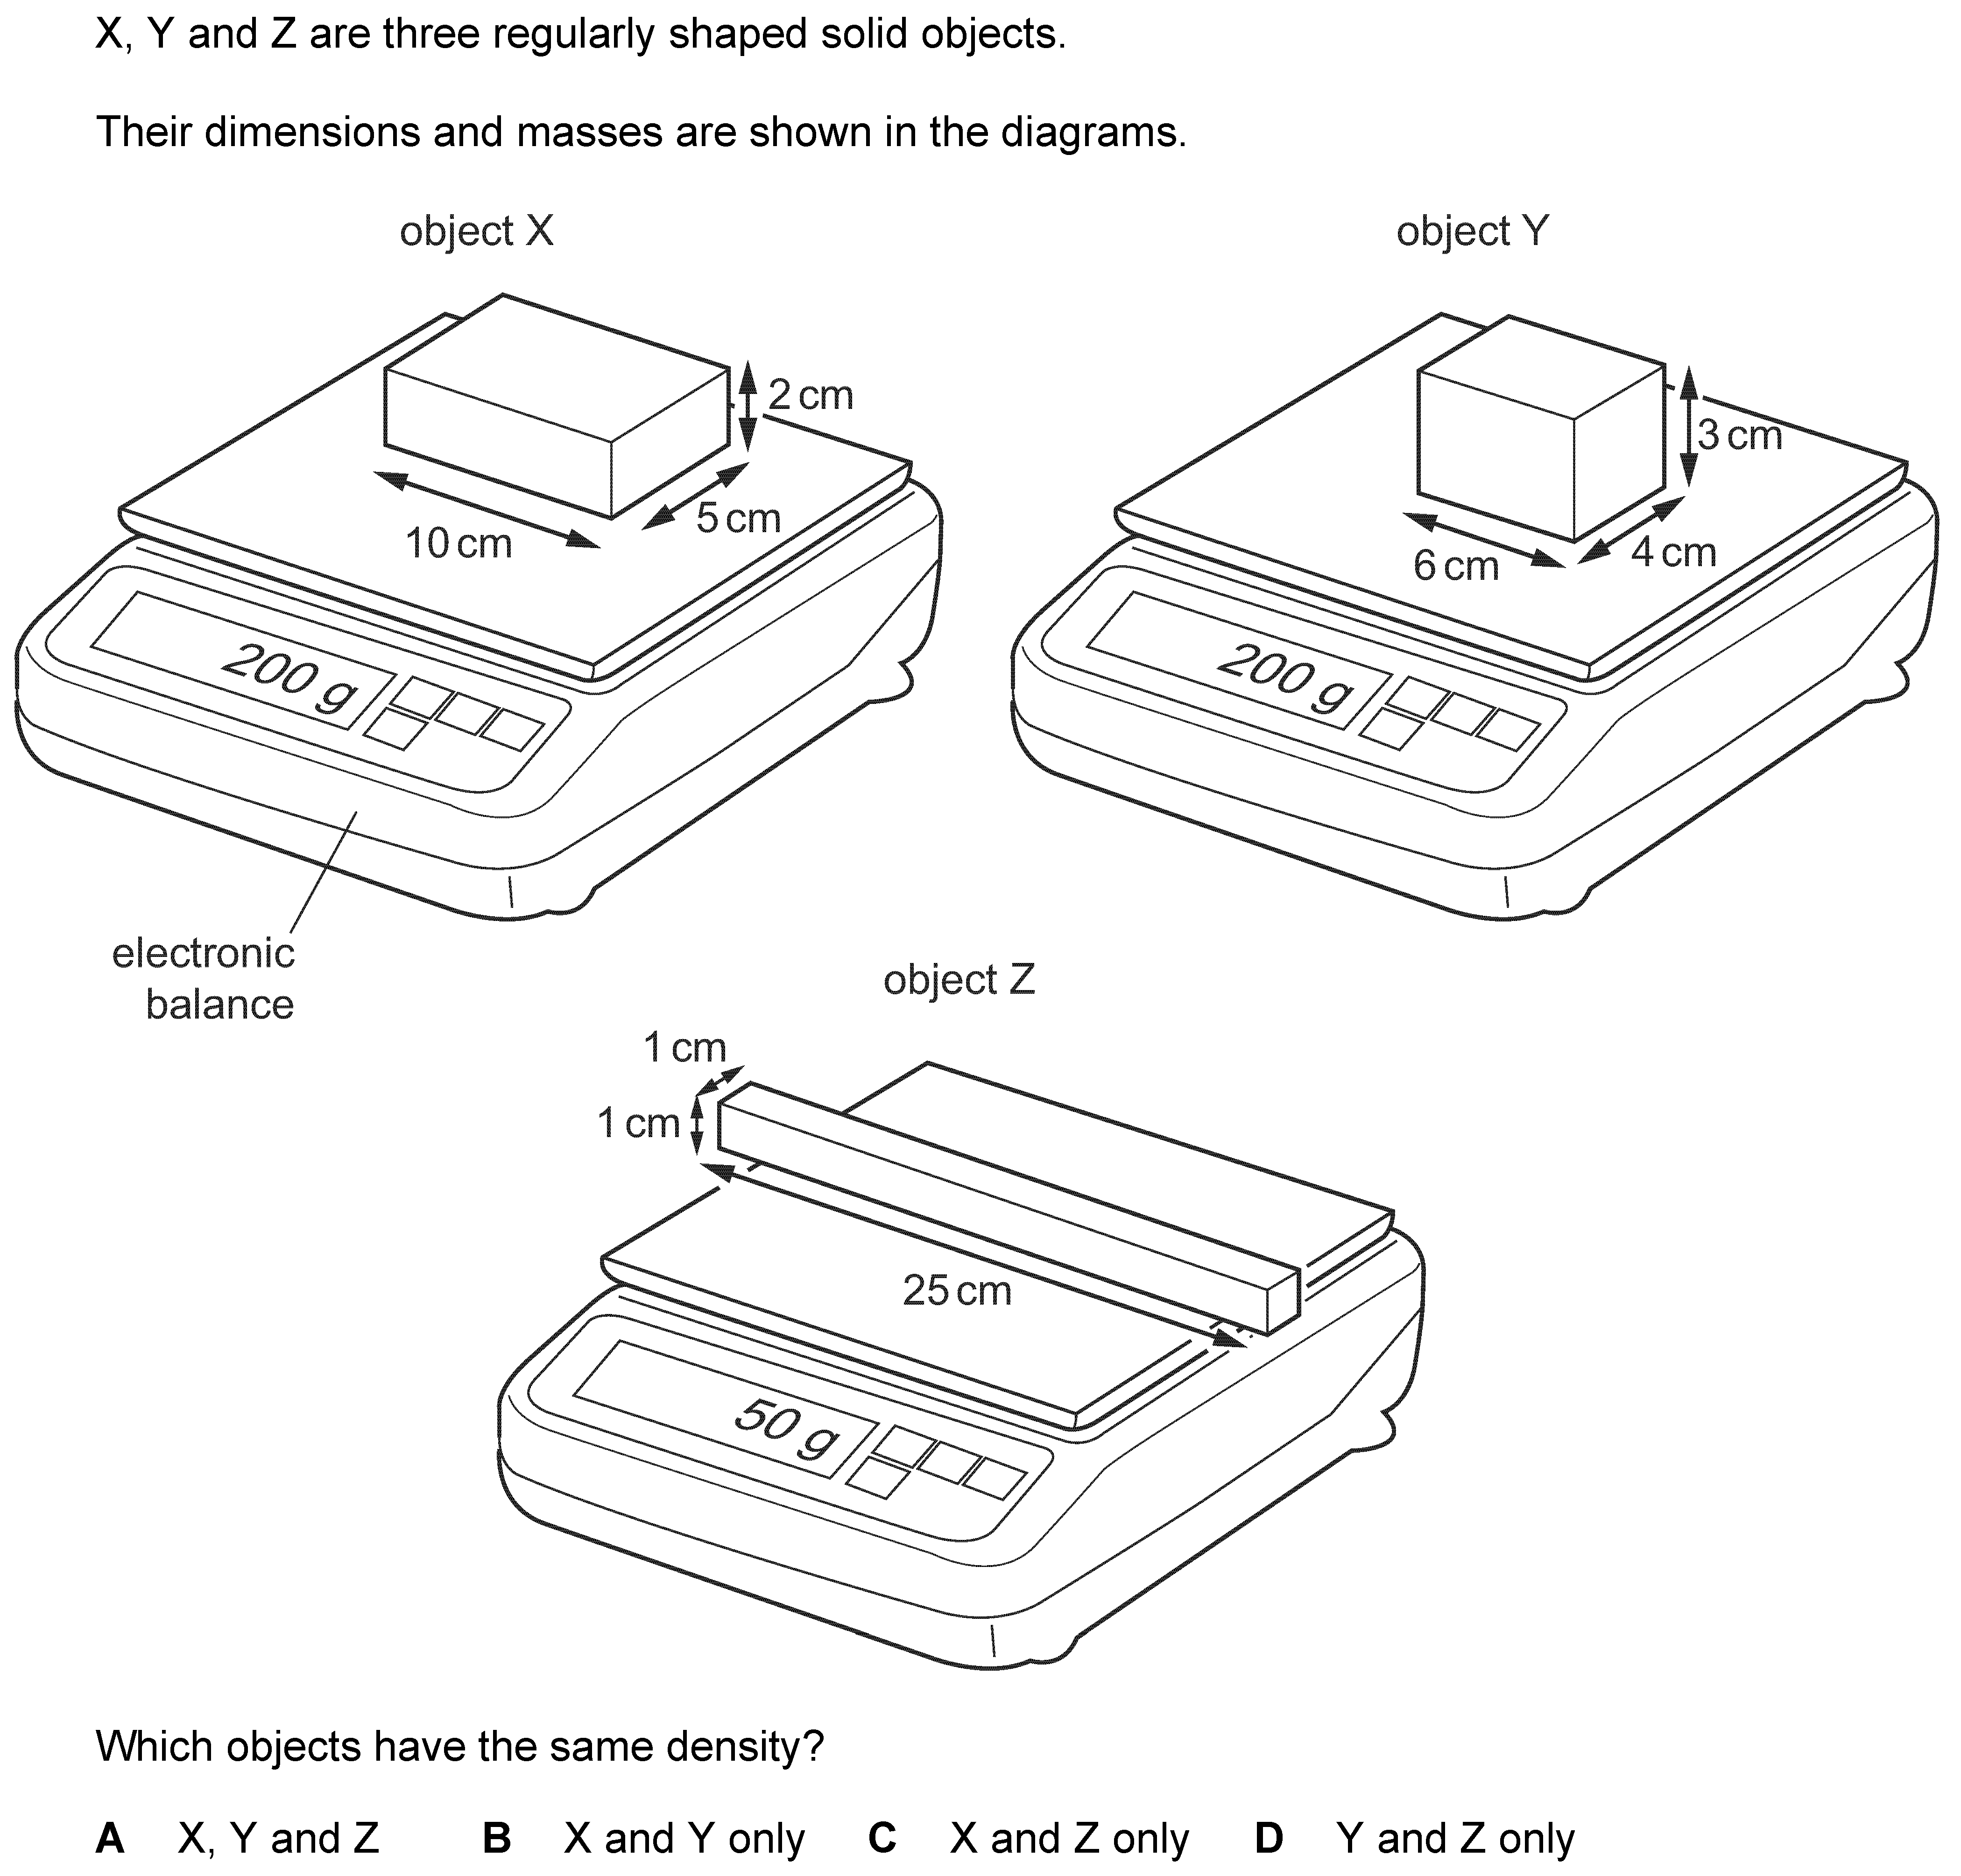 X, Y and Z are three regularly shaped solid objects.
Their dimensions and masses are shown in the diagrams.
object X
object Y
2 cm
5 cm
10 cm
3 cm
4 cm
6 cm
200 g
200 g
electronic
balance
object Z
1 cm
1 cm
25 cm
50 g
Which objects have the same density?
A X, Y and Z B X and Y only C X and Z only D Y and Z only